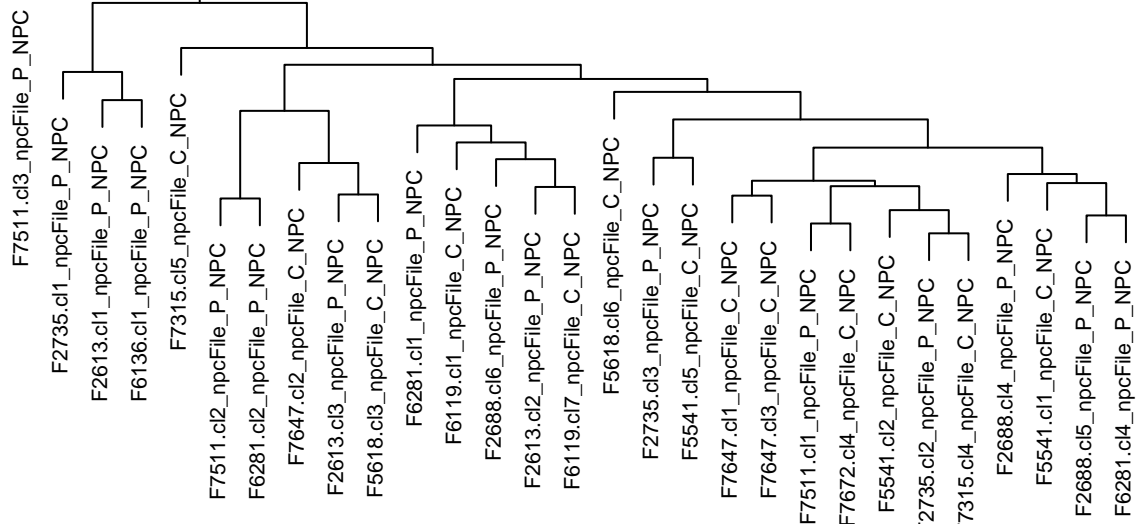 F7511.cl3_npcFile_P_NPC
F2735.cl1_npcFile_P_NPC
F2613.cl1_npcFile_P_NPC
F6136.cl1_npcFile_P_NPC
F7315.cl5_npcFile_C_NPC
F7511.cl2_npcFile_P_NPC
F6281.cl2_npcFile_P_NPC
F7647.cl2_npcFile_C_NPC
F2613.cl3_npcFile_P_NPC
F5618.cl3_npcFile_C_NPC
F6281.cl1_npcFile_P_NPC
F6119.cl1_npcFile_C_NPC
F2688.cl6_npcFile_P_NPC
F2613.cl2_npcFile_P_NPC
F6119.cl7_npcFile_C_NPC
F5618.cl6_npcFile_C_NPC
F2735.cl3_npcFile_P_NPC
F5541.cl5_npcFile_C_NPC
F7647.cl1_npcFile_C_NPC
F7647.cl3_npcFile_C_NPC
F7511.cl1_npcFile_P_NPC
F7672.cl4_npcFile_C_NPC
F5541.cl2_npcFile_C_NPC
F2735.cl2_npcFile_P_NPC
7315.cl4_npcFile_C_NPC
F2688.cl4_npcFile_P_NPC
F5541.cl1_npcFile_C_NPC
F2688.cl5_npcFile_P_NPC
F6281.cl4_npcFile_P_NPC